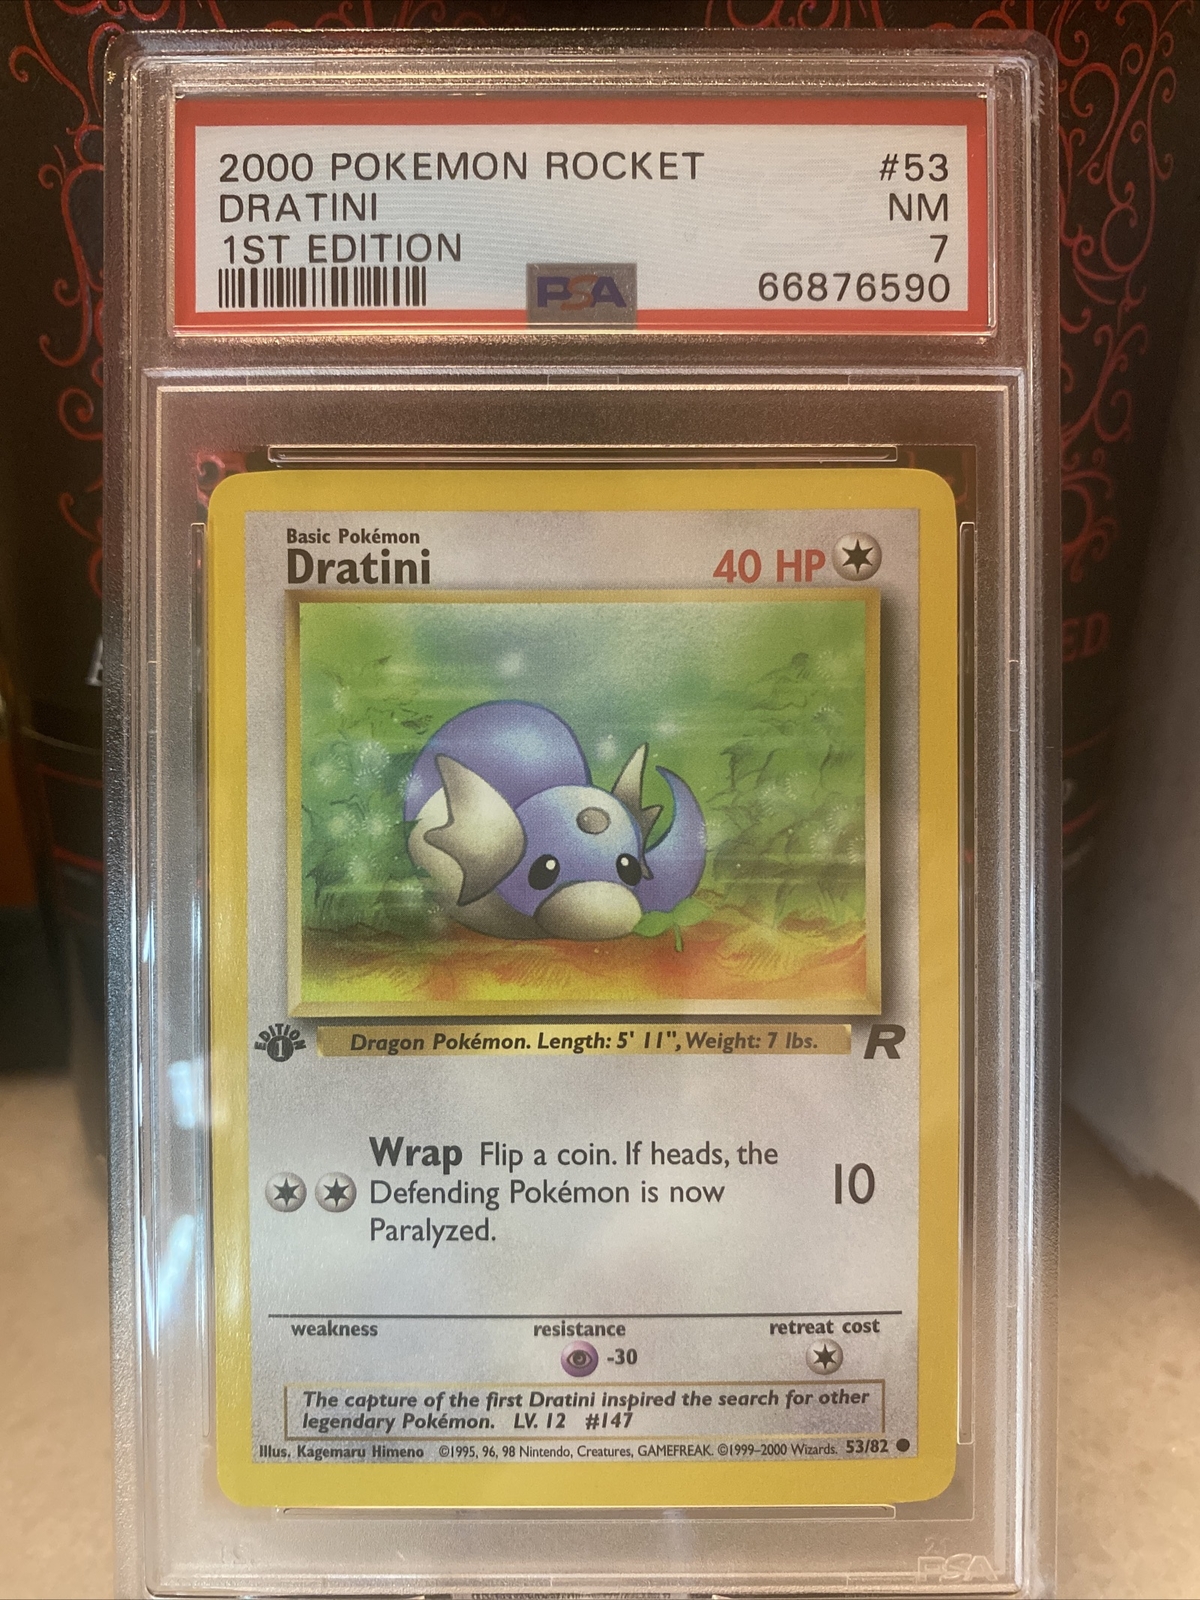 2000 POKEMON ROCKET #53
DRATINI NM
1ST EDITION 7
PSA 66876590
Basic Pokémon
Dratini 40 HP
EDITION 1
Dragon Pokémon. Length: 5' 11", Weight: 7 lbs.
R
Wrap Flip a coin. If heads, the
Defending Pokémon is now 10
Paralyzed.
weakness resistance retreat cost
-30
The capture of the first Dratini inspired the search for other
legendary Pokémon. LV. 12 #147
Illus. Kagemaru Himeno ©1995, 96, 98 Nintendo, Creatures, GAMEFREAK. ©1999–2000 Wizards. 53/82
PSA